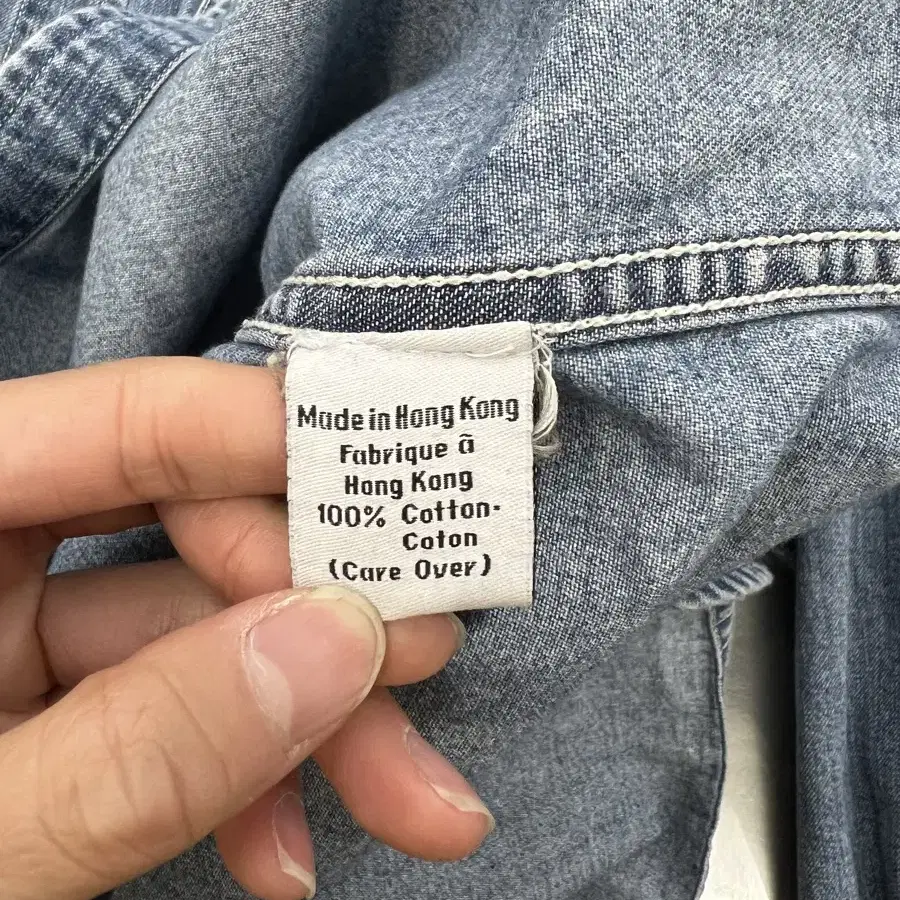 Made in Hong Kong
Fabrique ã
Hong Kong
100% Cotton-
Coton
(Care Over)